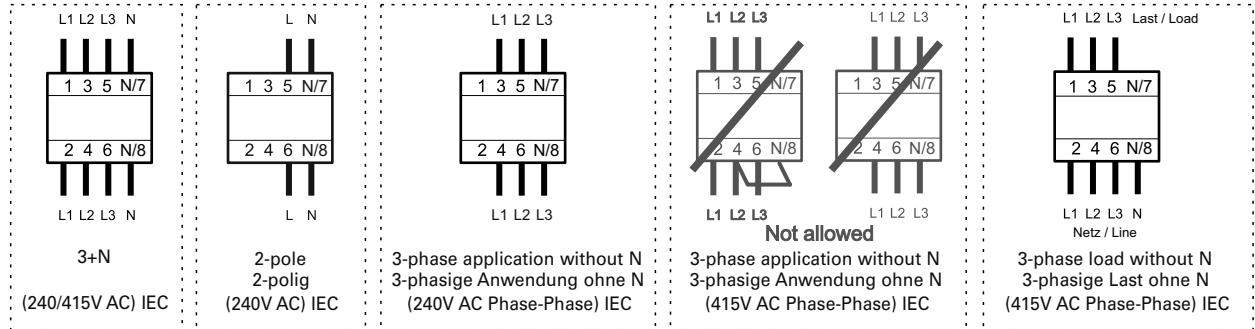 L1 L2 L3 N
1 3 5 N/7
2 4 6 N/8
L1 L2 L3 N
3+N
(240/415V AC) IEC
L N
1 3 5 N/7
2 4 6 N/8
L N
2-pole
2-polig
(240V AC) IEC
L1 L2 L3
1 3 5 N/7
2 4 6 N/8
L1 L2 L3
3-phase application without N
3-phasige Anwendung ohne N
(240V AC Phase-Phase) IEC
L1 L2 L3
1 3 5 N/7
2 4 6 N/8
L1 L2 L3
L1 L2 L3
1 3 5 N/7
2 4 6 N/8
L1 L2 L3
Not allowed
3-phase application without N
3-phasige Anwendung ohne N
(415V AC Phase-Phase) IEC
L1 L2 L3 Last / Load
1 3 5 N/7
2 4 6 N/8
L1 L2 L3 N
Netz / Line
3-phase load without N
3-phasige Last ohne N
(415V AC Phase-Phase) IEC